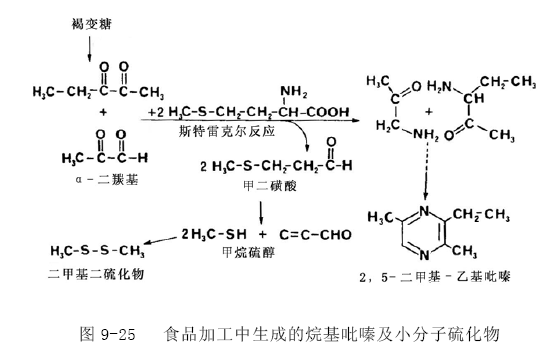 褐变糖
O O
H₃C-CH₂ CH₃
+
O O
H₃C H
α-二羰基
+2 H₃C-S-CH₂-CH₂-CH-COOH
NH₂
斯特雷克尔反应
O
2 H₃C-S-CH₂-CH₂-C-H
甲二磺酸
2H₃C-SH + C=C-CHO
甲烷硫醇
H₃C-S-S-CH₃
二甲基二硫化物
H₃C O
H₂C NH₂
+
H₂N CH₂-CH₃
CH
O CH₃
N CH₂-CH₃
H₃C
N CH₃
2，5-二甲基-乙基吡嗪
图 9-25 食品加工中生成的烷基吡嗪及小分子硫化物